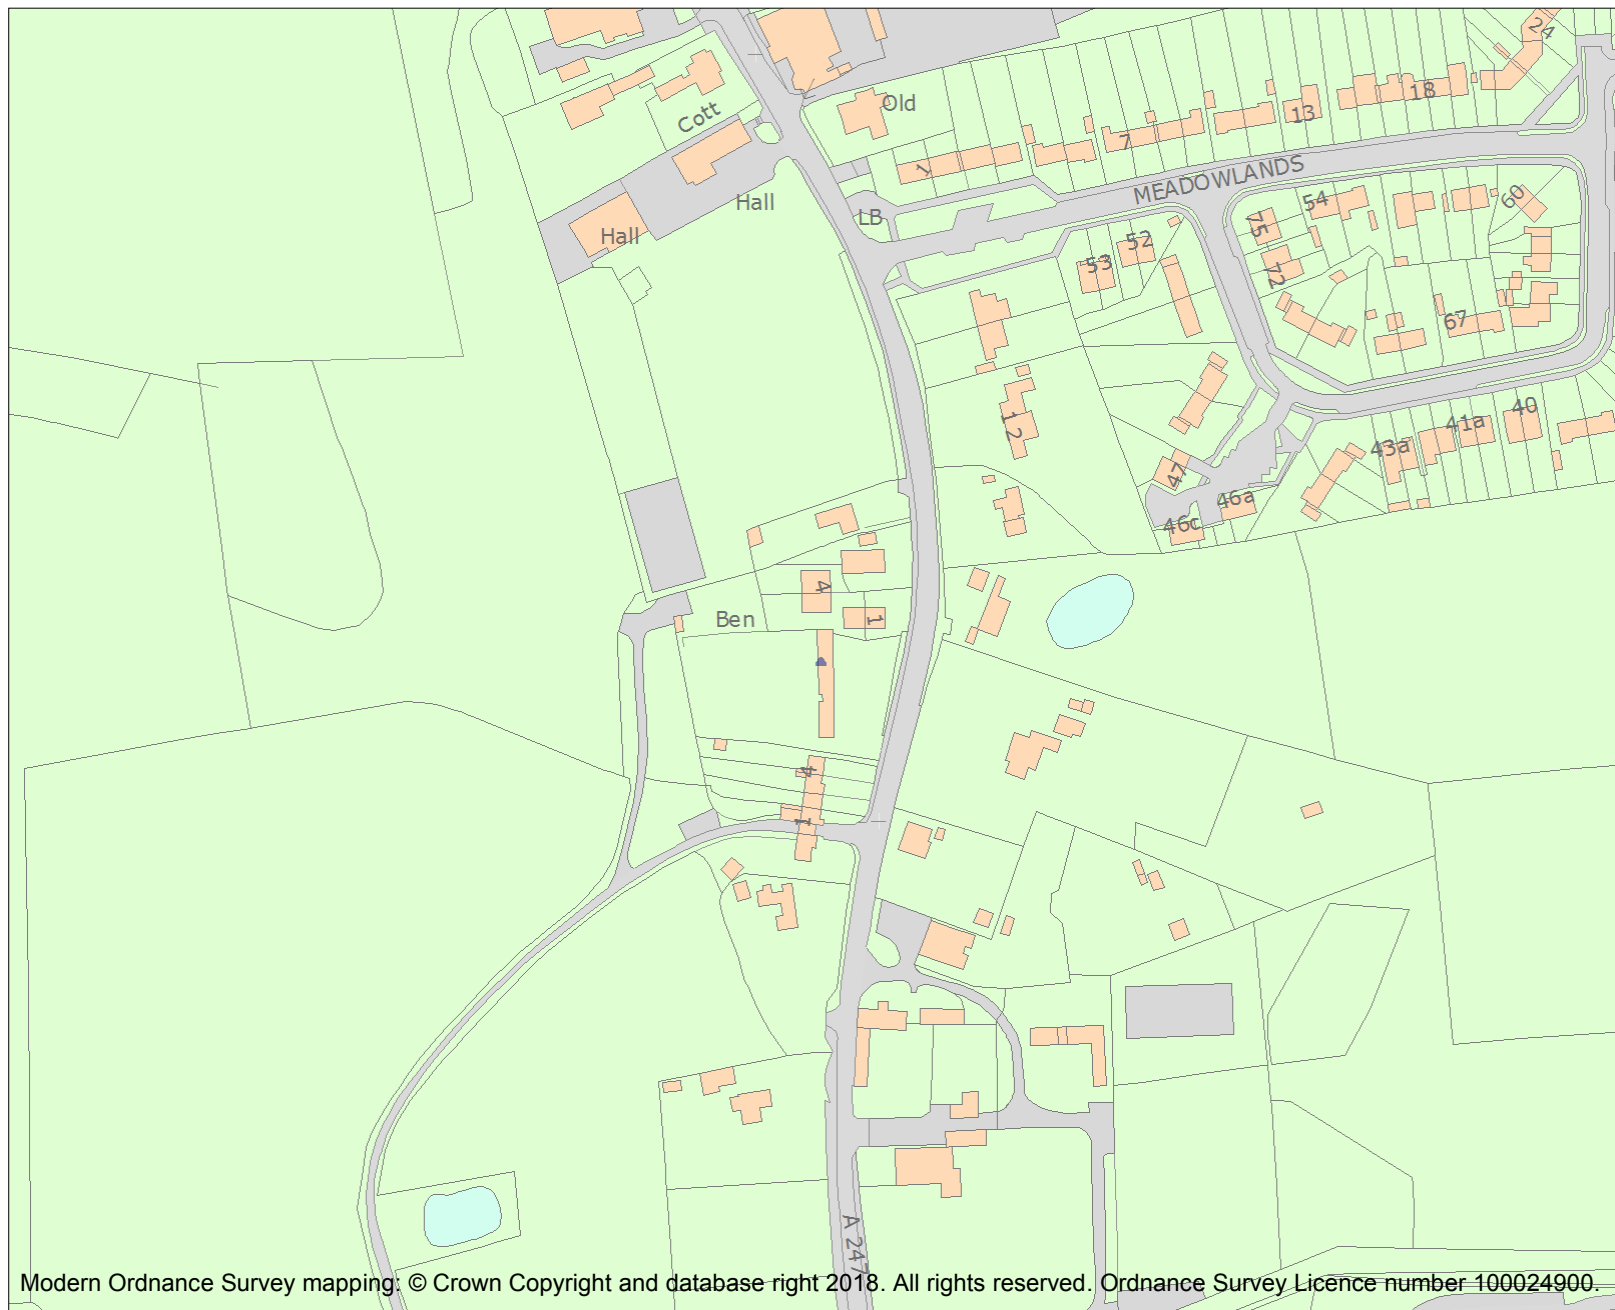 24
Old
Cott
18
13
7
1
MEADOWLANDS
Hall
LB
Hall
54
60
75
52
53
72
67
12
40
41a
43a
47
46a
46c
4
1
Ben
4
1
A 247
Modern Ordnance Survey mapping: © Crown Copyright and database right 2018. All rights reserved. Ordnance Survey Licence number 100024900.